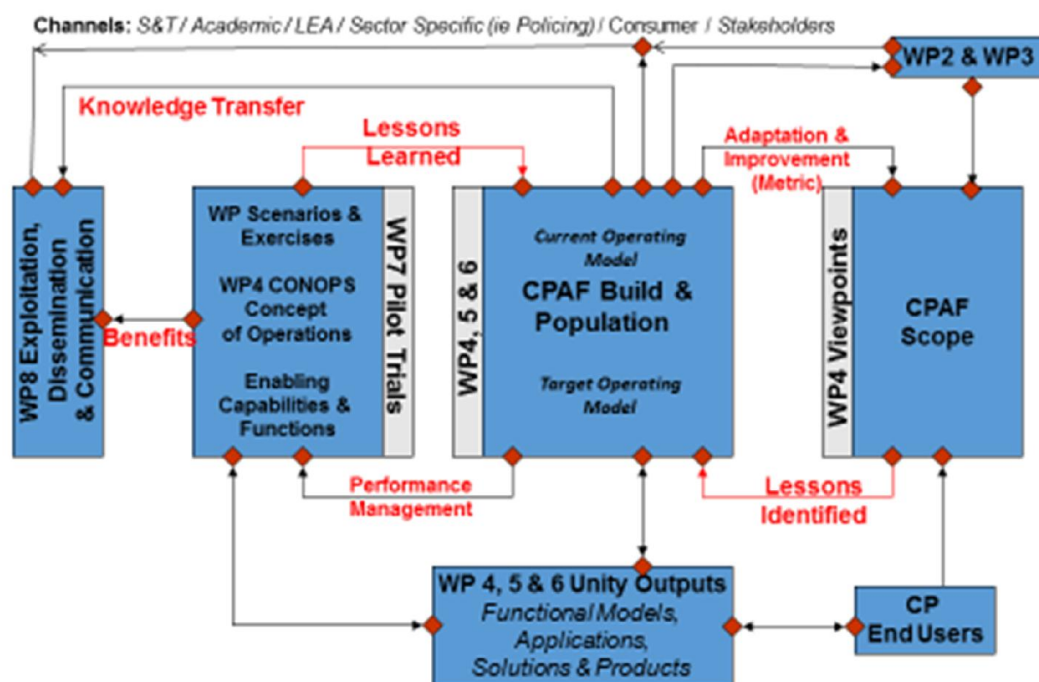 Channels: S&T / Academic / LEA / Sector Specific (ie Policing) / Consumer / Stakeholders
WP2 & WP3
Knowledge Transfer
Lessons
Learned
Adaptation &
Improvement
(Metric)
WP8 Exploitation,
Dissemination
& Communication
Benefits
WP Scenarios &
Exercises
WP4 CONOPS
Concept
of Operations
Enabling
Capabilities &
Functions
WP7 Pilot Trials
WP4, 5 & 6
Current Operating
Model
CPAF Build &
Population
Target Operating
Model
WP4 Viewpoints
CPAF
Scope
Performance
Management
Lessons
Identified
WP 4, 5 & 6 Unity Outputs
Functional Models,
Applications,
Solutions & Products
CP
End Users